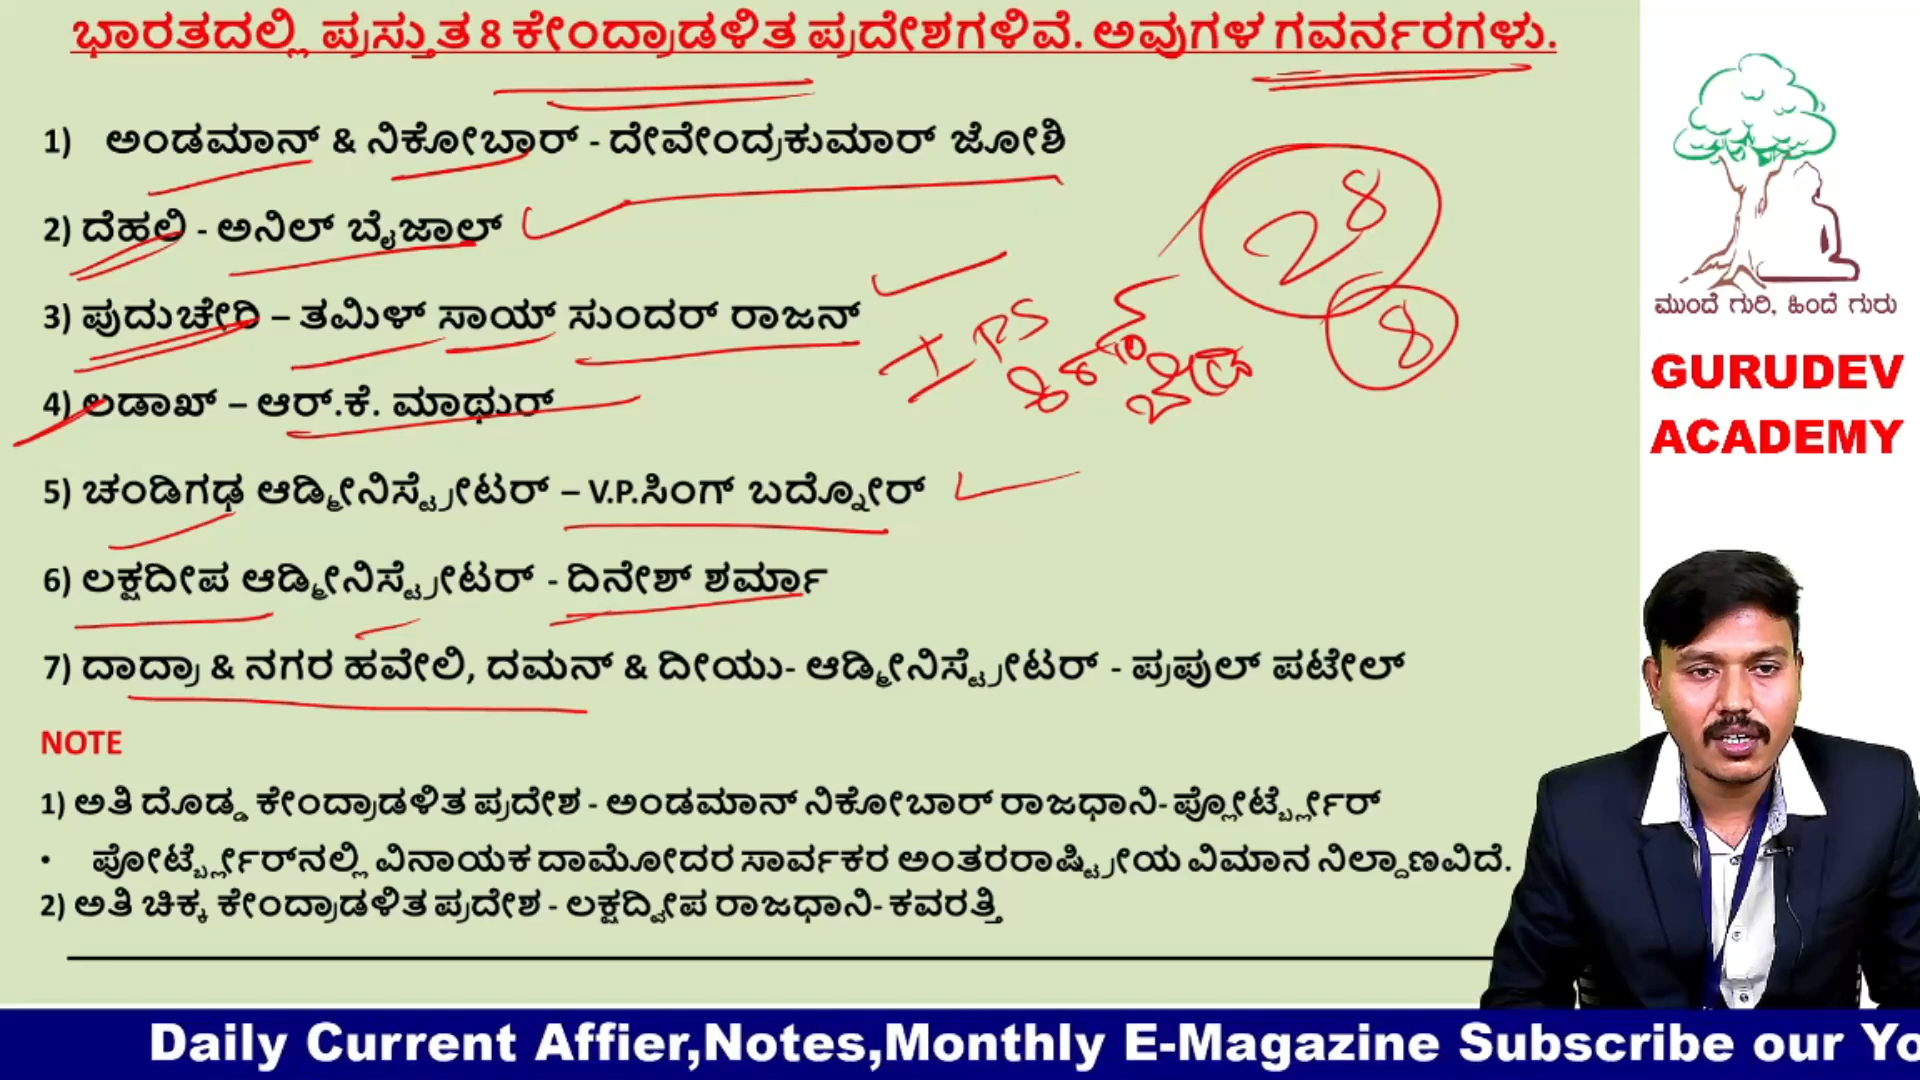 ಭಾರತದಲ್ಲಿ ಪ್ರಸ್ತುತ 8 ಕೇಂದ್ರಾಡಳಿತ ಪ್ರದೇಶಗಳಿವೆ. ಅವುಗಳ ಗವರ್ನರಗಳು.
1) ಅಂಡಮಾನ್ & ನಿಕೋಬಾರ್ - ದೇವೇಂದ್ರಕುಮಾರ್ ಜೋಶಿ
2) ದೆಹಲಿ - ಅನಿಲ್ ಬೈಜಾಲ್
28
3) ಪುದುಚೇರಿ – ತಮಿಳ್ ಸಾಯ್ ಸುಂದರ್ ರಾಜನ್
IPS
8
4) ಲಡಾಖ್ – ಆರ್.ಕೆ. ಮಾಥುರ್
5) ಚಂಡಿಗಢ ಆಡ್ಮೀನಿಸ್ಟ್ರೇಟರ್ – V.P.ಸಿಂಗ್ ಬದ್ನೋರ್
6) ಲಕ್ಷದೀಪ ಆಡ್ಮೀನಿಸ್ಟ್ರೇಟರ್ - ದಿನೇಶ್ ಶರ್ಮಾ
7) ದಾದ್ರಾ & ನಗರ ಹವೇಲಿ, ದಮನ್ & ದೀಯು- ಆಡ್ಮೀನಿಸ್ಟ್ರೇಟರ್ - ಪ್ರಫುಲ್ ಪಟೇಲ್
NOTE
1) ಅತಿ ದೊಡ್ಡ ಕೇಂದ್ರಾಡಳಿತ ಪ್ರದೇಶ - ಅಂಡಮಾನ್ ನಿಕೋಬಾರ್ ರಾಜಧಾನಿ- ಪ್ಲೋರ್ಟ್ಬ್ಲೇರ್
• ಪೋರ್ಟ್ಬ್ಲೇರ್‌ನಲ್ಲಿ ವಿನಾಯಕ ದಾಮೋದರ ಸಾರ್ವಕರ ಅಂತರರಾಷ್ಟ್ರೀಯ ವಿಮಾನ ನಿಲ್ದಾಣವಿದೆ.
2) ಅತಿ ಚಿಕ್ಕ ಕೇಂದ್ರಾಡಳಿತ ಪ್ರದೇಶ - ಲಕ್ಷದ್ವೀಪ ರಾಜಧಾನಿ- ಕವರತ್ತಿ
ಮುಂದೆ ಗುರಿ, ಹಿಂದೆ ಗುರು
GURUDEV
ACADEMY
Daily Current Affier,Notes,Monthly E-Magazine Subscribe our Yo